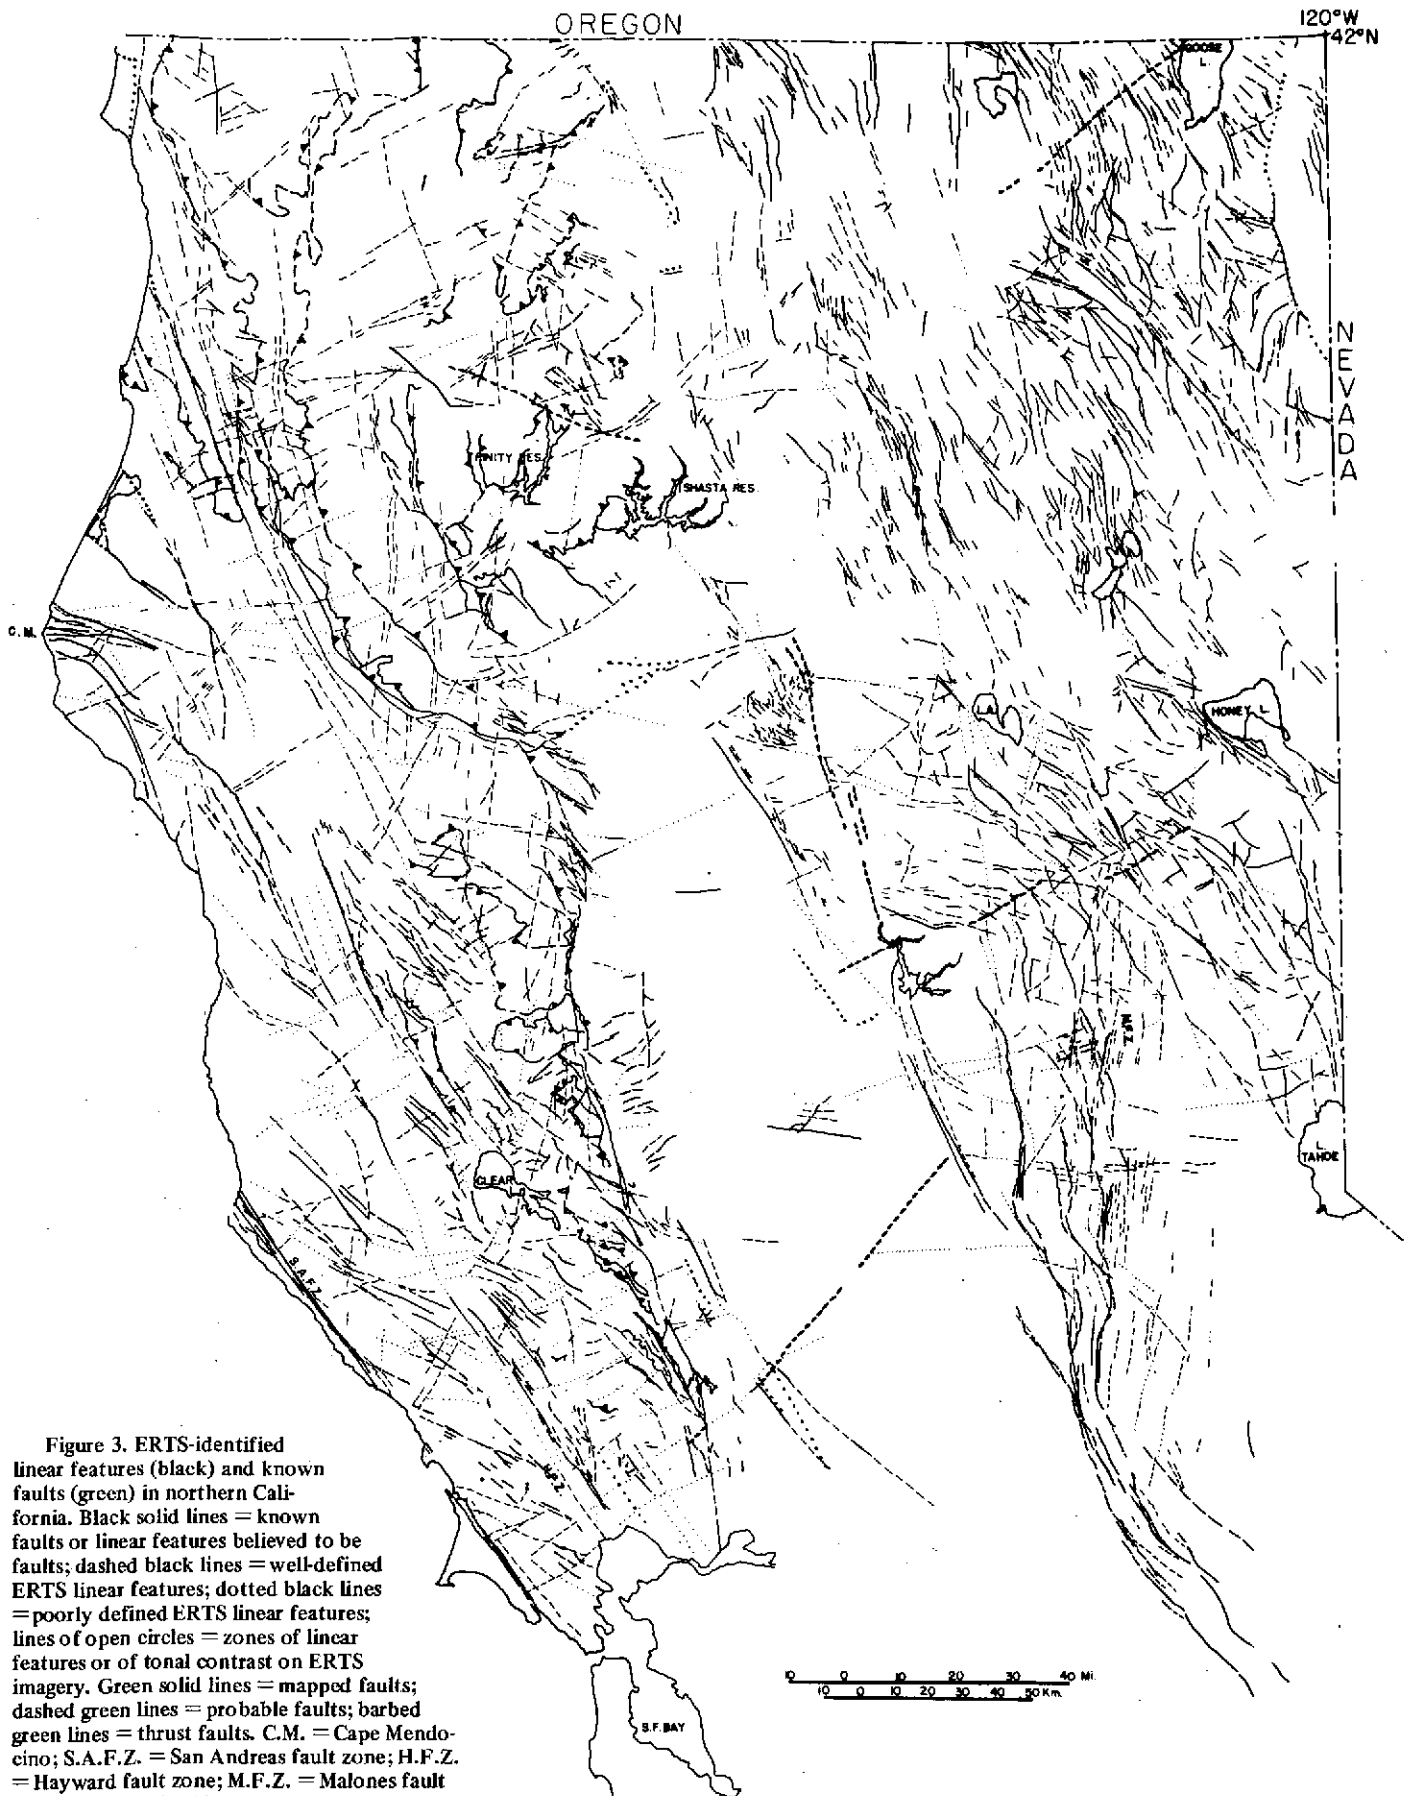 OREGON
120°W
42°N
GOOSE
L.
NEVADA
TRINITY RES.
SHASTA RES.
C.M.
L.A.
HONEY L.
M.F.Z.
L.
TAHOE
CLEAR
S.A.F.Z.
H.F.Z.
Figure 3. ERTS-identified
linear features (black) and known
faults (green) in northern Cali-
fornia. Black solid lines = known
faults or linear features believed to be
faults; dashed black lines = well-defined
ERTS linear features; dotted black lines
= poorly defined ERTS linear features;
lines of open circles = zones of linear
features or of tonal contrast on ERTS
imagery. Green solid lines = mapped faults;
dashed green lines = probable faults; barbed
green lines = thrust faults. C.M. = Cape Mendo-
cino; S.A.F.Z. = San Andreas fault zone; H.F.Z.
= Hayward fault zone; M.F.Z. = Malones fault
10 0 10 20 30 40 Mi.
10 0 10 20 30 40 50 Km.
S.F. BAY